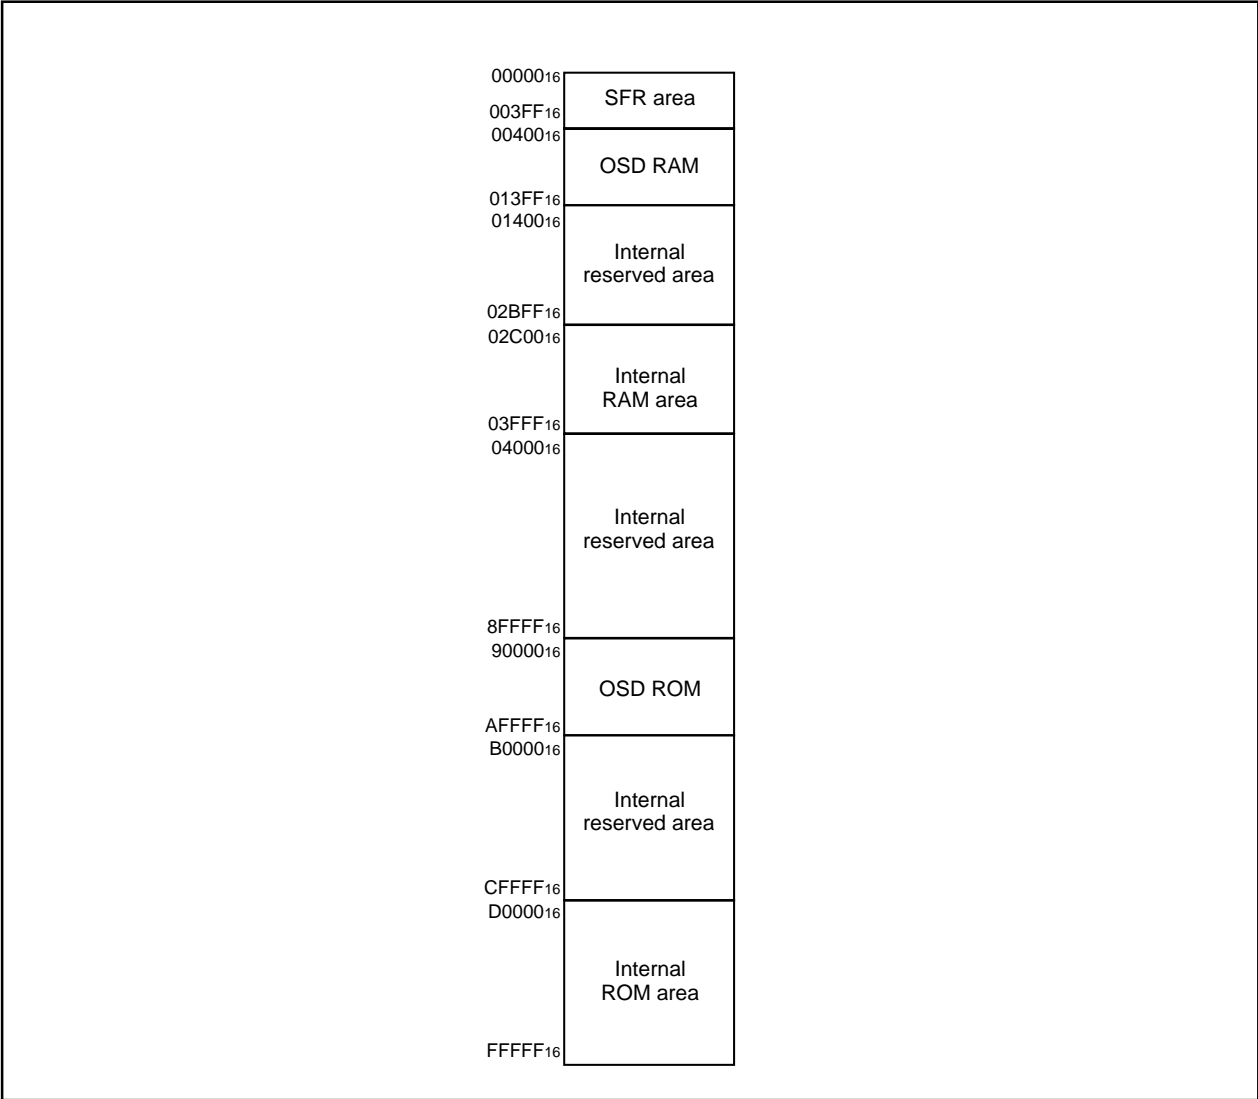 00000₁₆
SFR area
003FF₁₆
00400₁₆
OSD RAM
013FF₁₆
01400₁₆
Internal
reserved area
02BFF₁₆
02C00₁₆
Internal
RAM area
03FFF₁₆
04000₁₆
Internal
reserved area
8FFFF₁₆
90000₁₆
OSD ROM
AFFFF₁₆
B0000₁₆
Internal
reserved area
CFFFF₁₆
D0000₁₆
Internal
ROM area
FFFFF₁₆